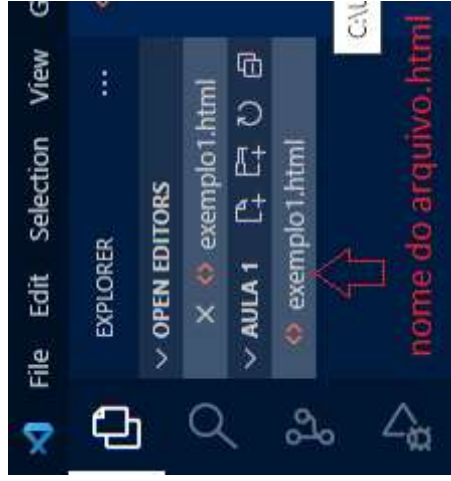 File Edit Selection View G
EXPLORER
OPEN EDITORS
exemplo1.html
AULA 1
exemplo1.html
C:\U
nome do arquivo.html